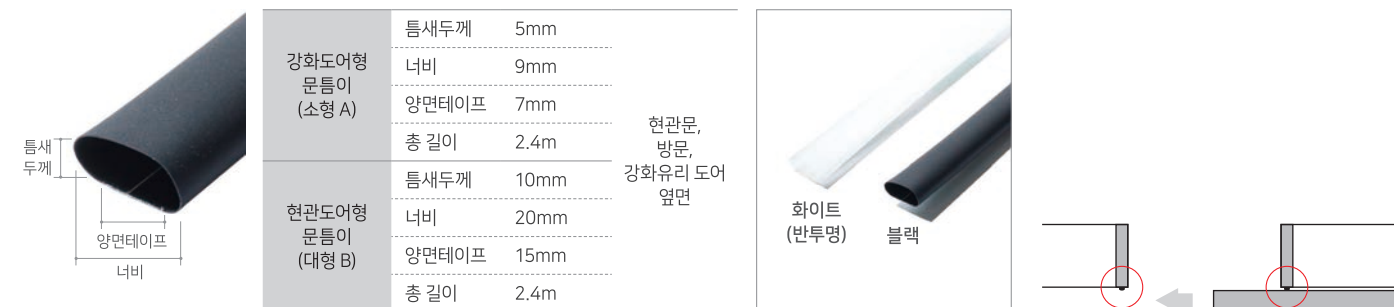 틈새
두께
양면테이프
너비
강화도어형
문틈이
(소형 A)
틈새두께 5mm
너비 9mm
양면테이프 7mm
총 길이 2.4m
현관도어형
문틈이
(대형 B)
틈새두께 10mm
너비 20mm
양면테이프 15mm
총 길이 2.4m
현관문,
방문,
강화유리 도어
옆면
화이트
(반투명)
블랙